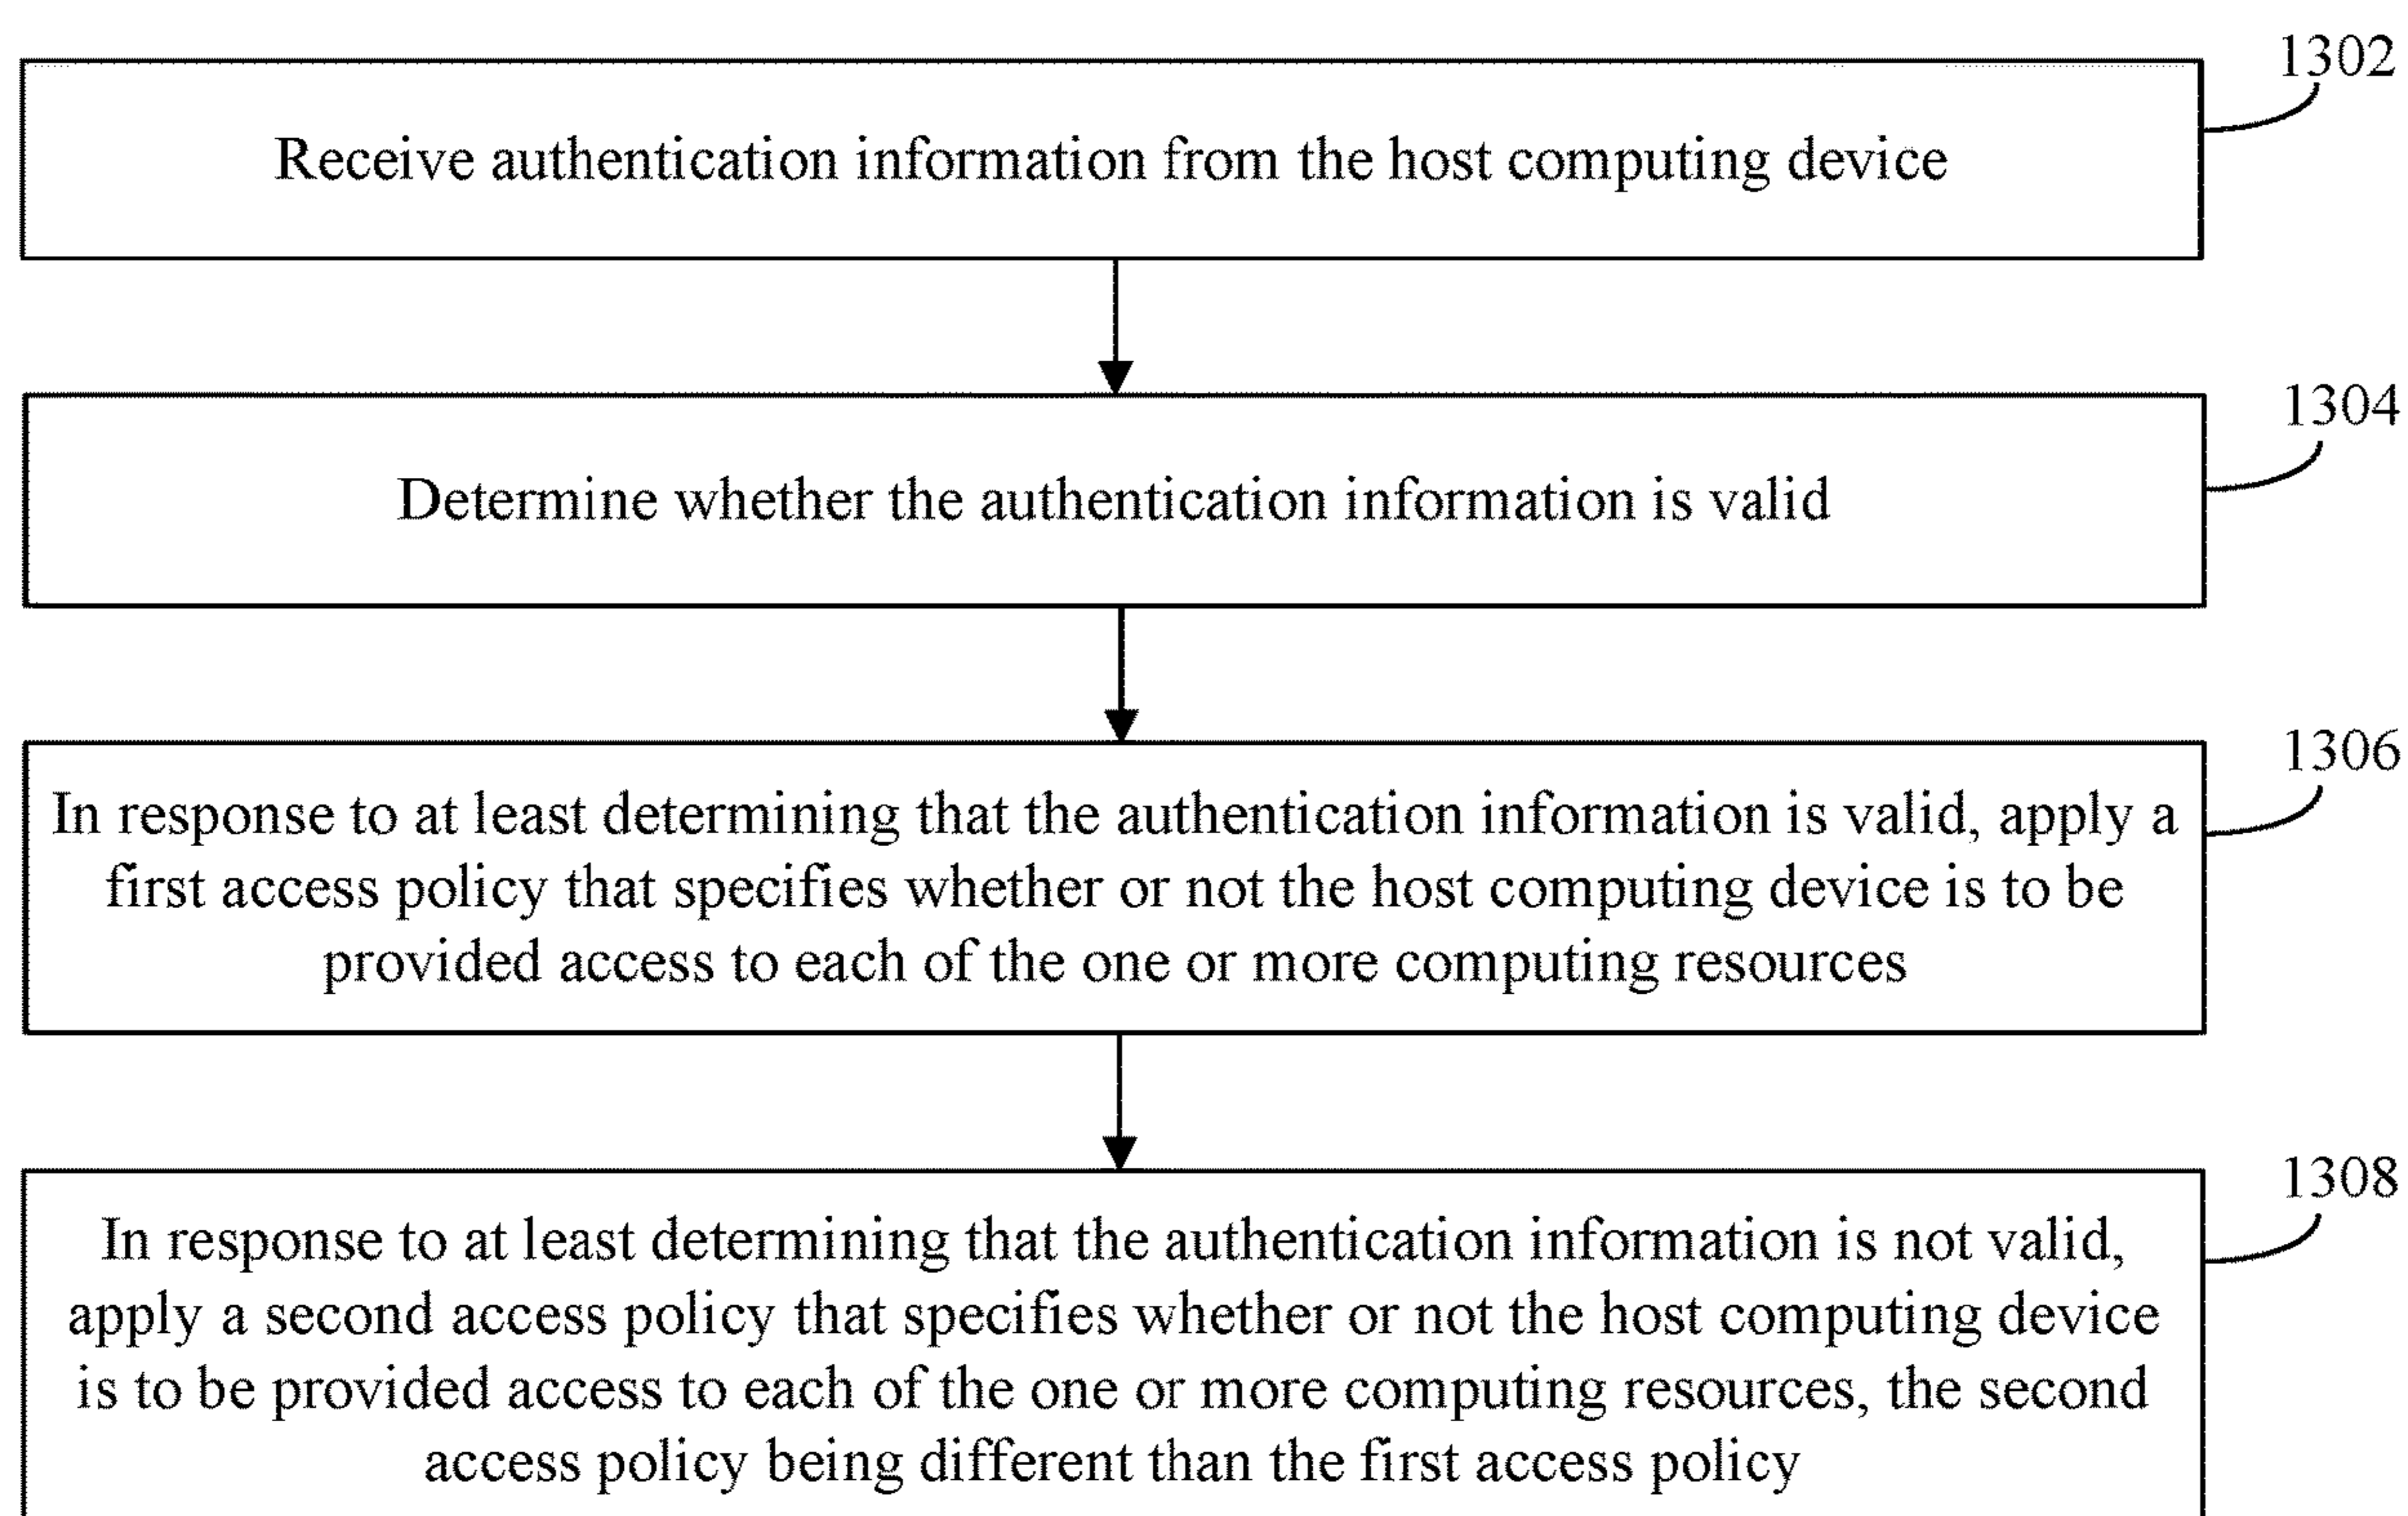 1302
Receive authentication information from the host computing device
1304
Determine whether the authentication information is valid
1306
In response to at least determining that the authentication information is valid, apply a
first access policy that specifies whether or not the host computing device is to be
provided access to each of the one or more computing resources
1308
In response to at least determining that the authentication information is not valid,
apply a second access policy that specifies whether or not the host computing device
is to be provided access to each of the one or more computing resources, the second
access policy being different than the first access policy